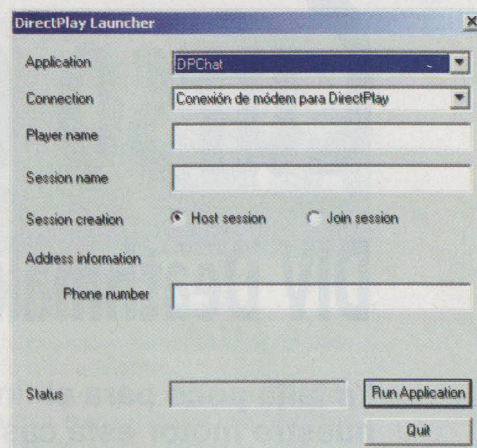 DirectPlay Launcher
Application DPChat
Connection Conexión de módem para DirectPlay
Player name
Session name
Session creation Host session Join session
Address information
Phone number
Status Run Application
Quit